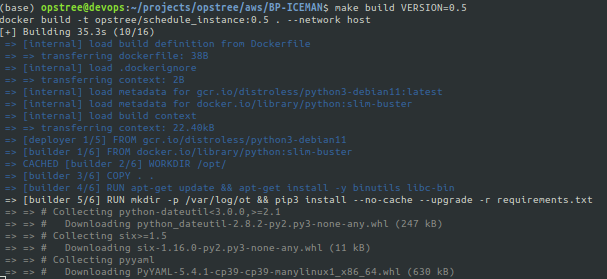 (base) opstree@devops:~/projects/opstree/aws/BP-ICEMAN$ make build VERSION=0.5
docker build -t opstree/schedule_instance:0.5 . --network host
[+] Building 35.3s (10/16)
=> [internal] load build definition from Dockerfile
=> => transferring dockerfile: 38B
=> [internal] load .dockerignore
=> => transferring context: 2B
=> [internal] load metadata for gcr.io/distroless/python3-debian11:latest
=> [internal] load metadata for docker.io/library/python:slim-buster
=> [internal] load build context
=> => transferring context: 22.40kB
=> [deployer 1/5] FROM gcr.io/distroless/python3-debian11
=> [builder 1/6] FROM docker.io/library/python:slim-buster
=> CACHED [builder 2/6] WORKDIR /opt/
=> [builder 3/6] COPY . .
=> [builder 4/6] RUN apt-get update && apt-get install -y binutils libc-bin
=> [builder 5/6] RUN mkdir -p /var/log/ot && pip3 install --no-cache --upgrade -r requirements.txt
=> => # Collecting python-dateutil<3.0.0,>=2.1
=> => # Downloading python_dateutil-2.8.2-py2.py3-none-any.whl (247 kB)
=> => # Collecting six>=1.5
=> => # Downloading six-1.16.0-py2.py3-none-any.whl (11 kB)
=> => # Collecting pyyaml
=> => # Downloading PyYAML-5.4.1-cp39-cp39-manylinux1_x86_64.whl (630 kB)